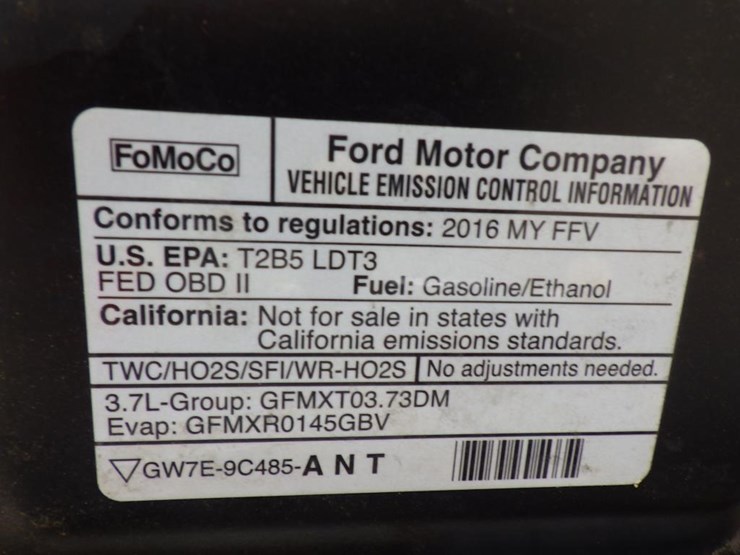 FoMoCo
Ford Motor Company
VEHICLE EMISSION CONTROL INFORMATION
Conforms to regulations: 2016 MY FFV
U.S. EPA: T2B5 LDT3
FED OBD II Fuel: Gasoline/Ethanol
California: Not for sale in states with
California emissions standards.
TWC/HO2S/SFI/WR-HO2S No adjustments needed.
3.7L-Group: GFMXT03.73DM
Evap: GFMXR0145GBV
GW7E-9C485-A N T